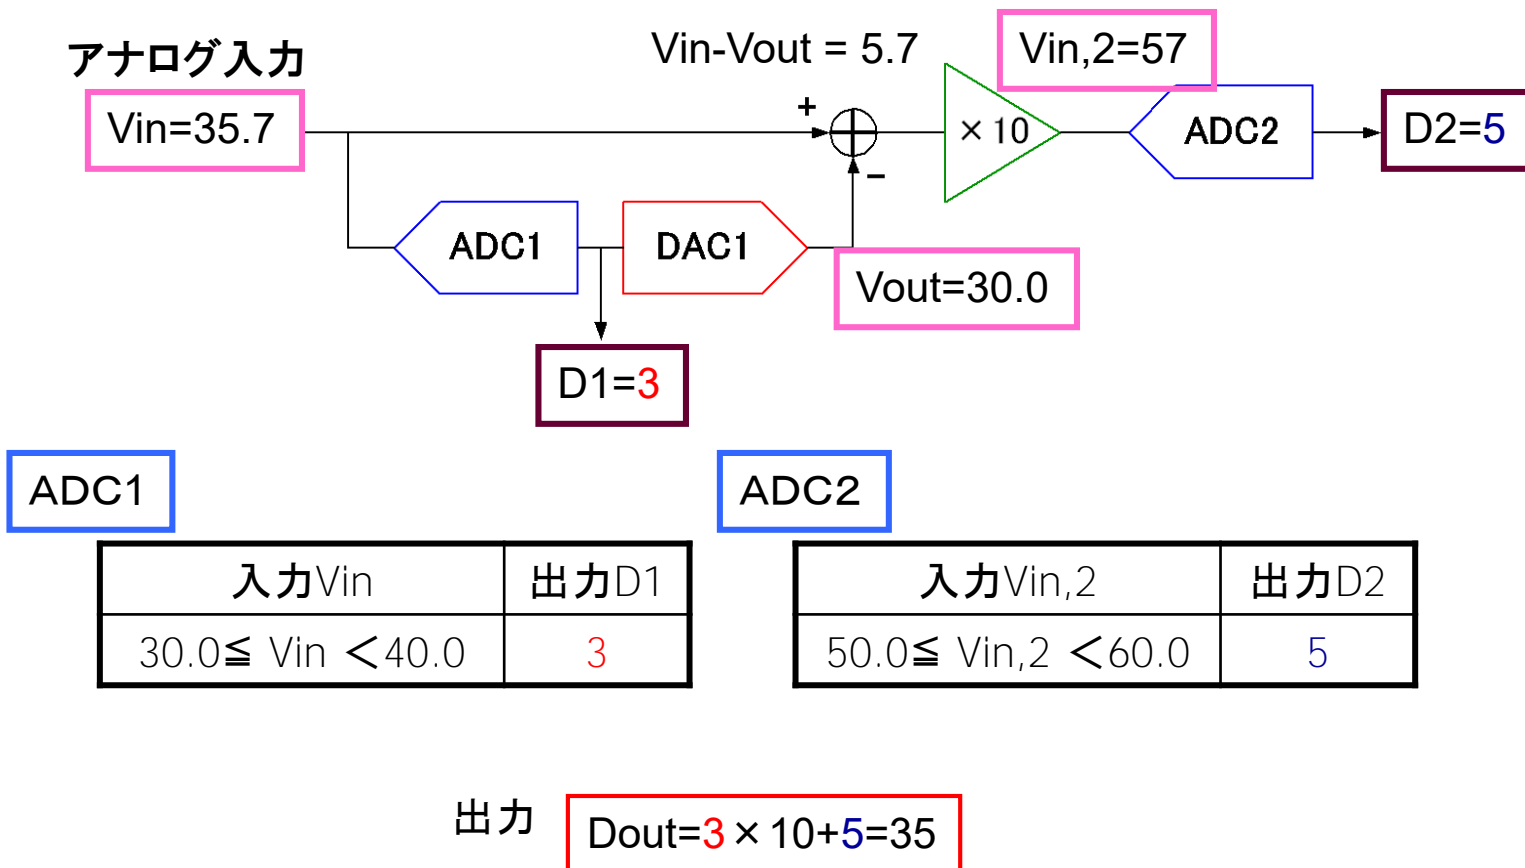 アナログ入力
Vin-Vout = 5.7
Vin,2=57
Vin=35.7
+
×10
ADC2
D2=5
−
ADC1
DAC1
Vout=30.0
D1=3
ADC1
ADC2
入力Vin 出力D1
30.0≦ Vin ＜40.0 3
入力Vin,2 出力D2
50.0≦ Vin,2 ＜60.0 5
出力 Dout=3×10+5=35